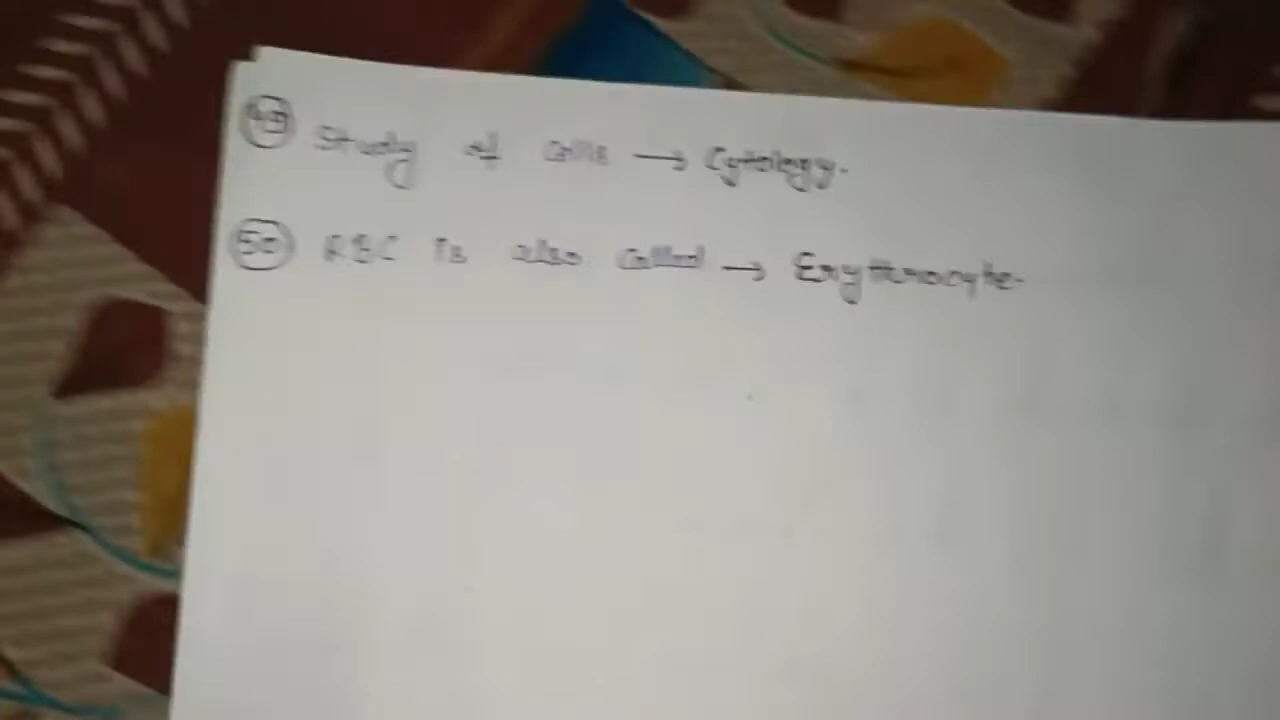 49 Study of cells → Cytology.
50 RBC is also called → Erythrocyte.